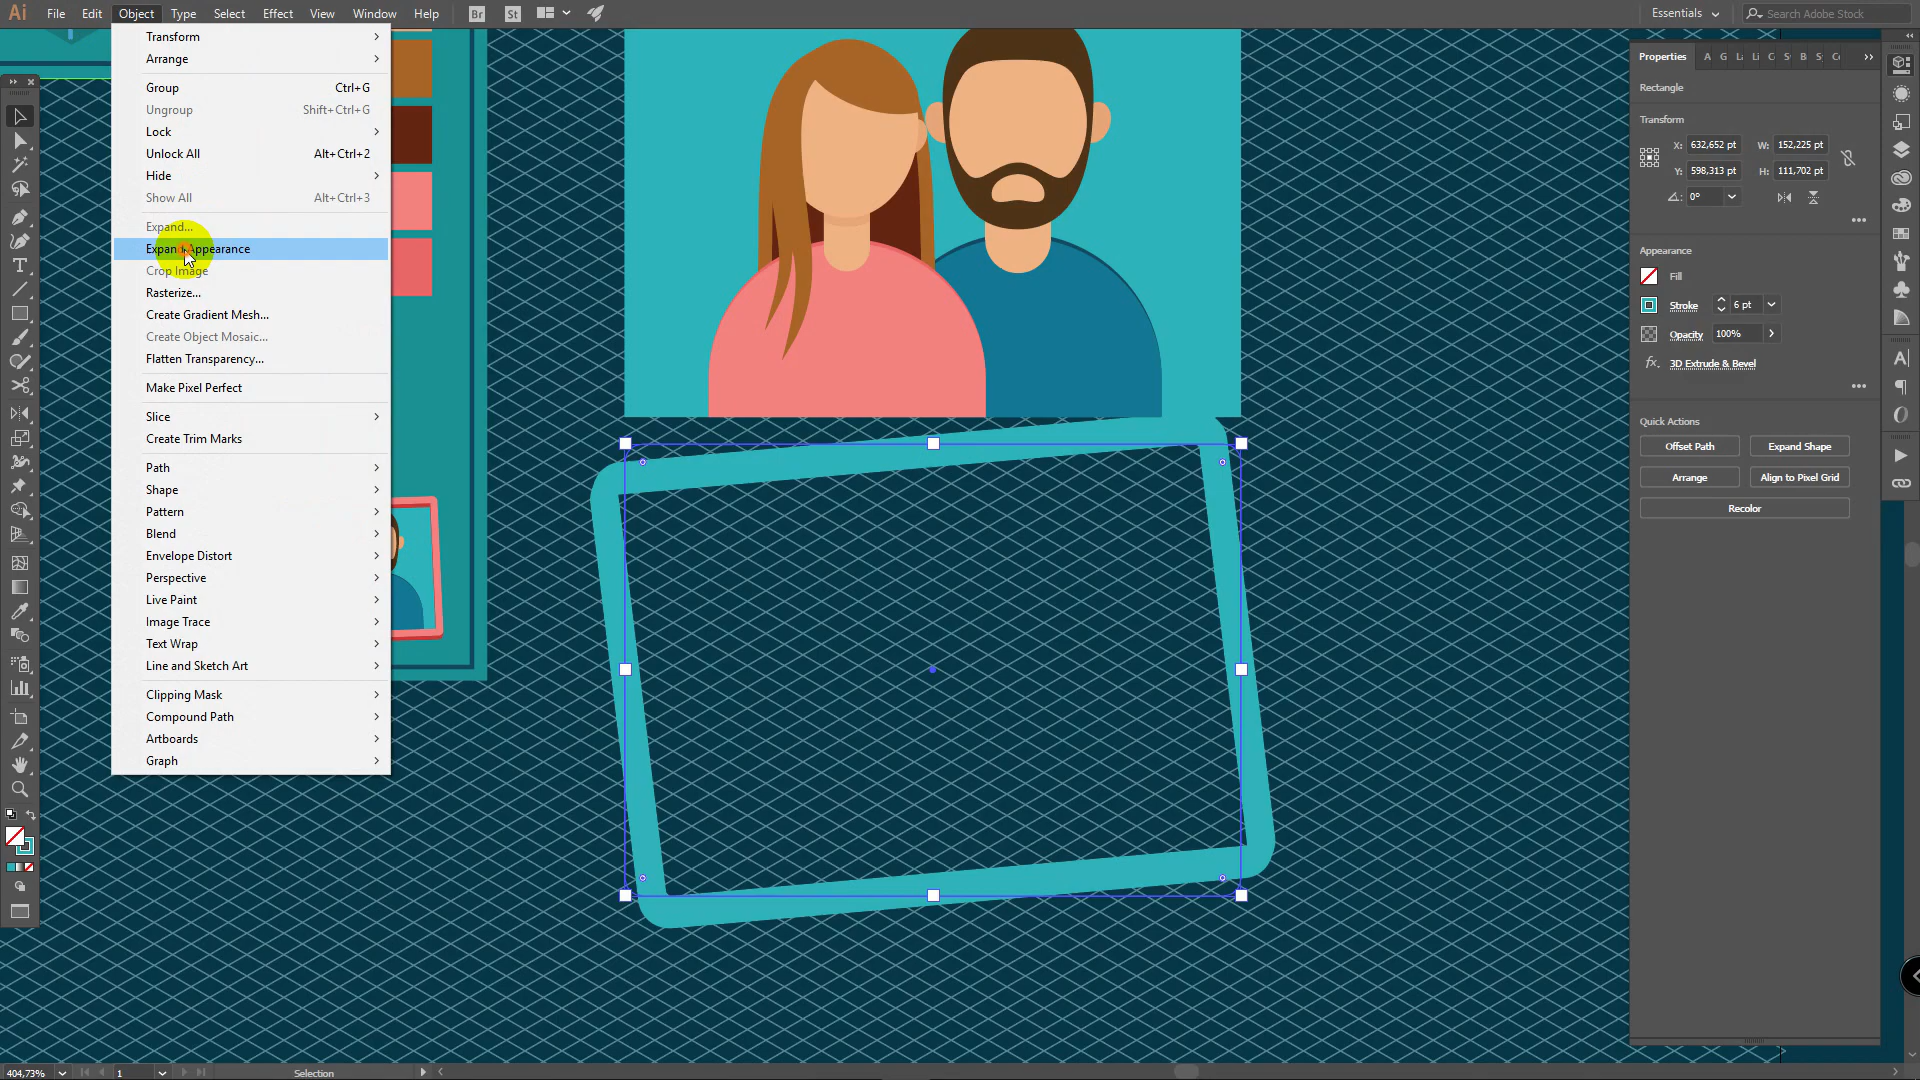 Ai File Edit Object Type Select Effect View Window Help Br St Essentials Search Adobe Stock
Transform
Arrange
Group Ctrl+G
Ungroup Shift+Ctrl+G
Lock
Unlock All Alt+Ctrl+2
Hide
Show All Alt+Ctrl+3
Expand...
Expand Appearance
Crop Image
Rasterize...
Create Gradient Mesh...
Create Object Mosaic...
Flatten Transparency...
Make Pixel Perfect
Slice
Create Trim Marks
Path
Shape
Pattern
Blend
Envelope Distort
Perspective
Live Paint
Image Trace
Text Wrap
Line and Sketch Art
Clipping Mask
Compound Path
Artboards
Graph
Properties
Rectangle
Transform
X: 632,652 pt W: 152,225 pt
Y: 598,313 pt H: 111,702 pt
0°
Appearance
Fill
Stroke 6 pt
Opacity 100%
fx. 3D Extrude & Bevel
Quick Actions
Offset Path Expand Shape
Arrange Align to Pixel Grid
Recolor
404,73% 1 Selection